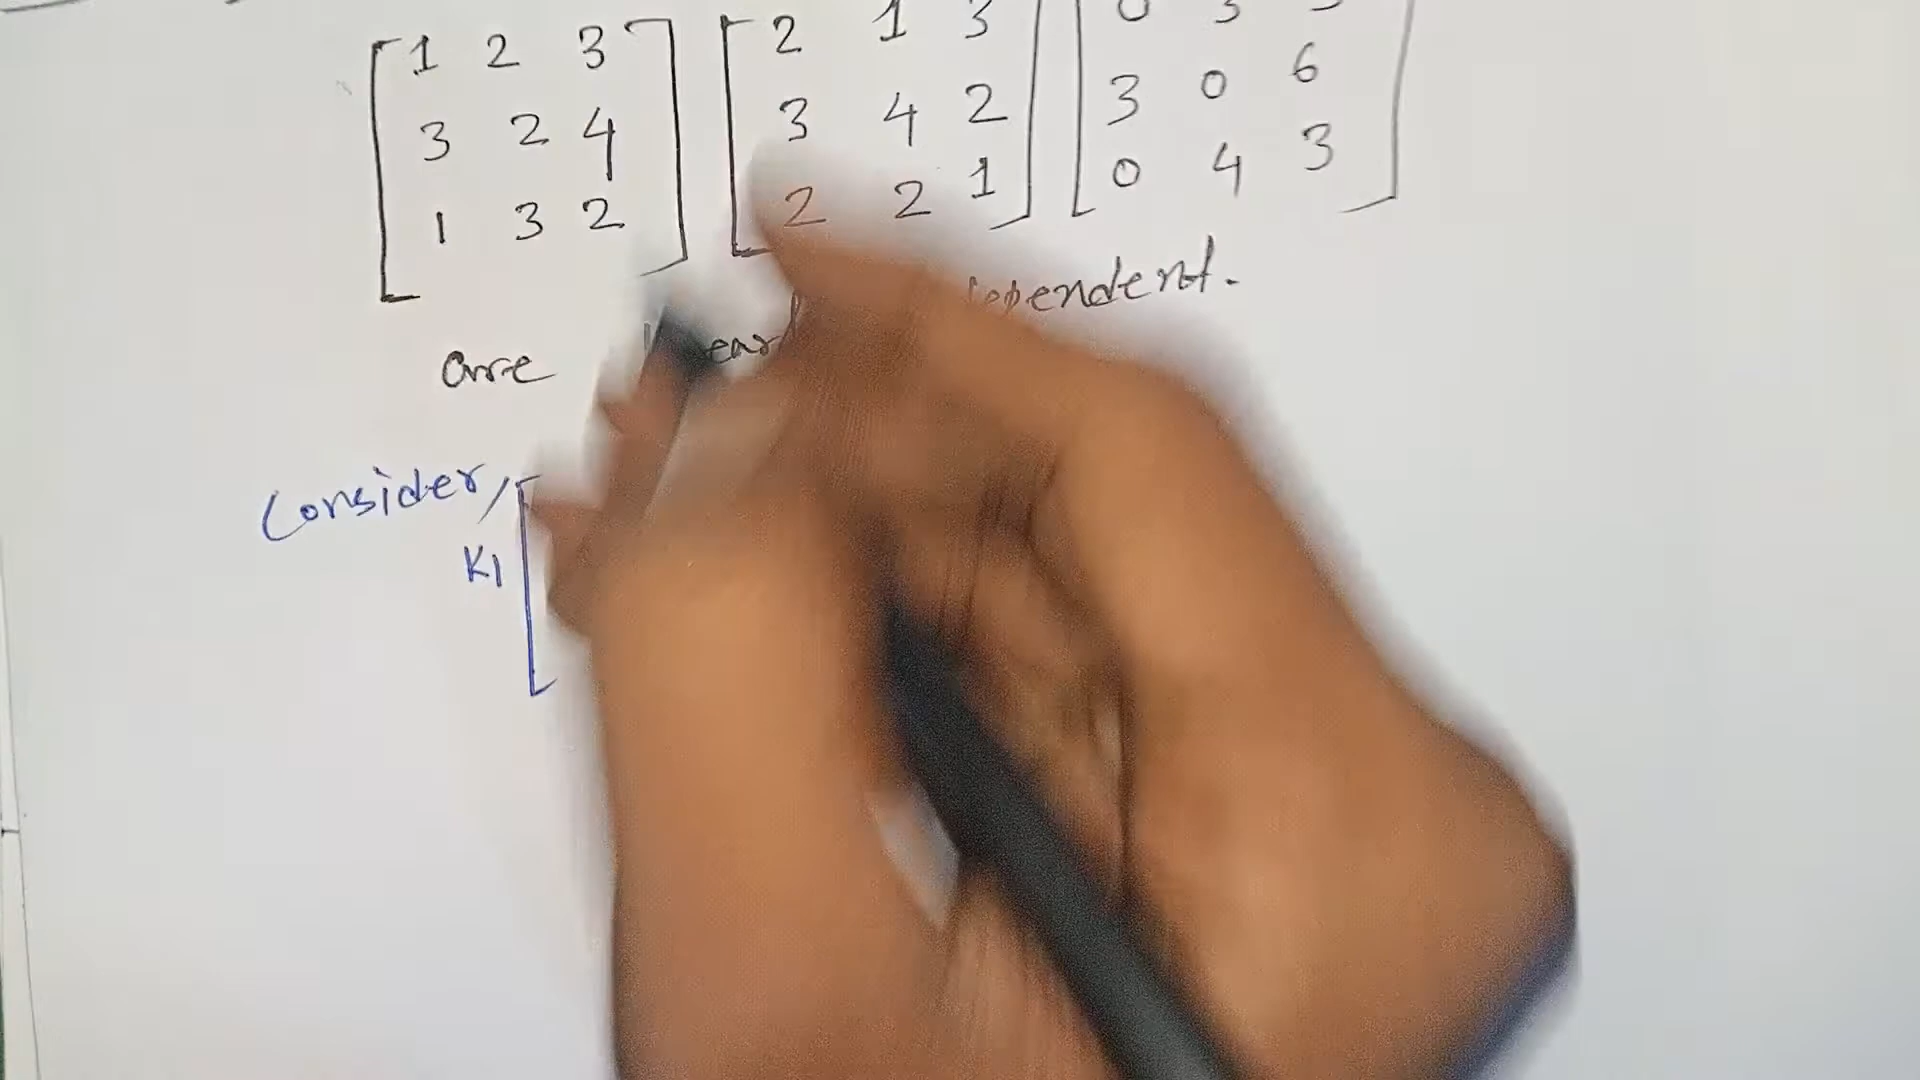 1 2 3 2 1 3
3 2 4 3 4 2 3 0 6
1 3 2 2 2 1 0 4 3
are
Consider,
K1